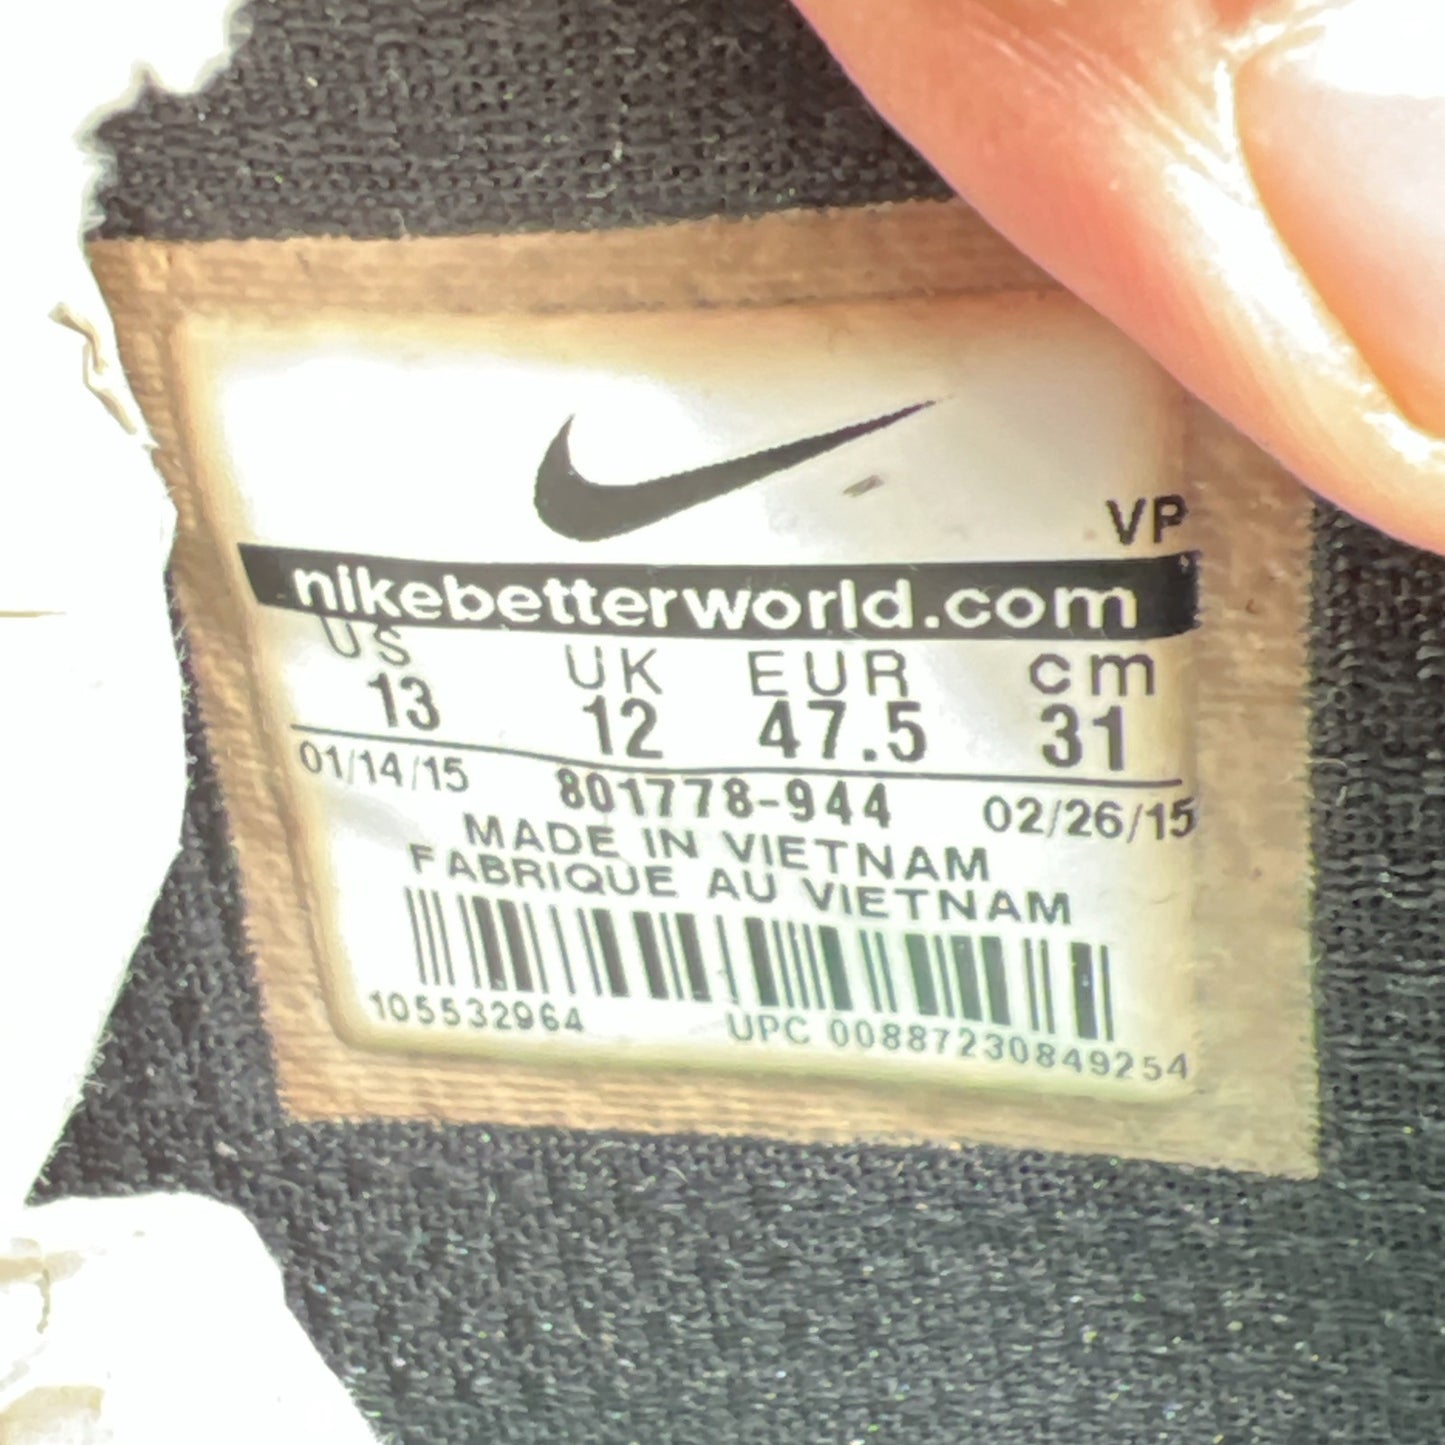 VP
nikebetterworld.com
US UK EUR cm
13 12 47.5 31
01/14/15 801778-944 02/26/15
MADE IN VIETNAM
FABRIQUE AU VIETNAM
105532964 UPC 00887230849254